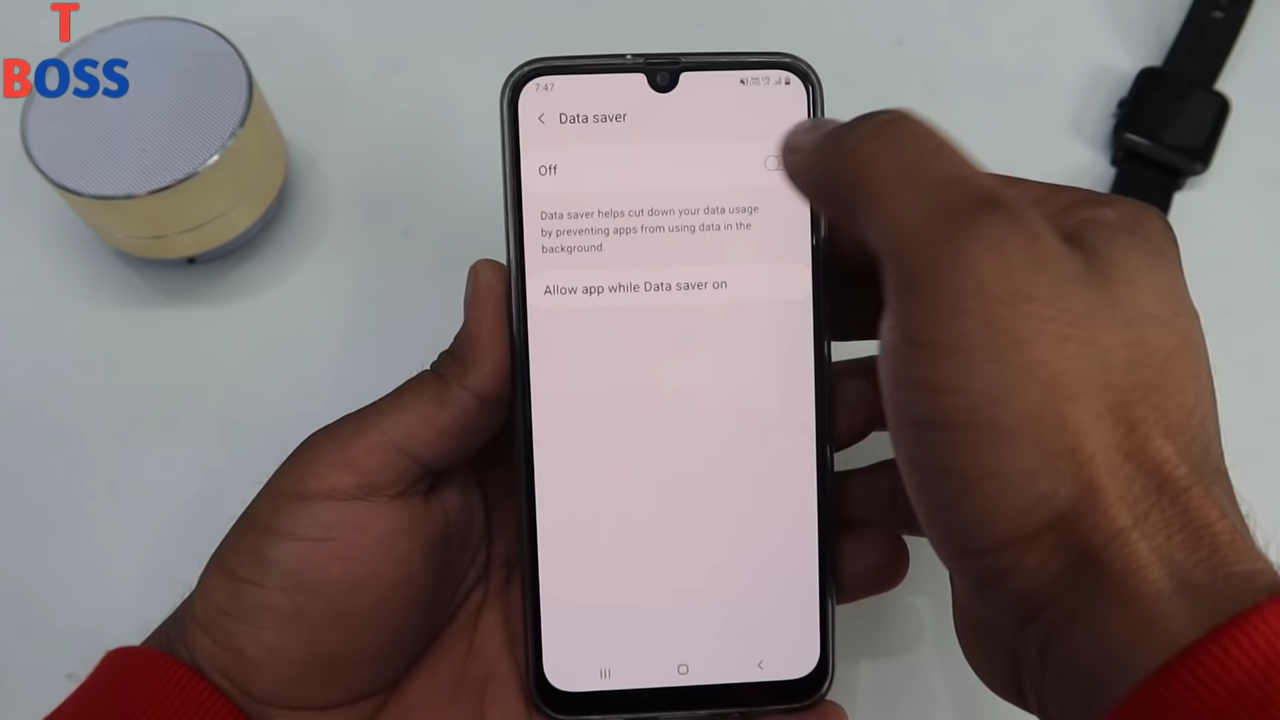 T
BOSS
7:47
Data saver
Off
Data saver helps cut down your data usage
by preventing apps from using data in the
background.
Allow app while Data saver on